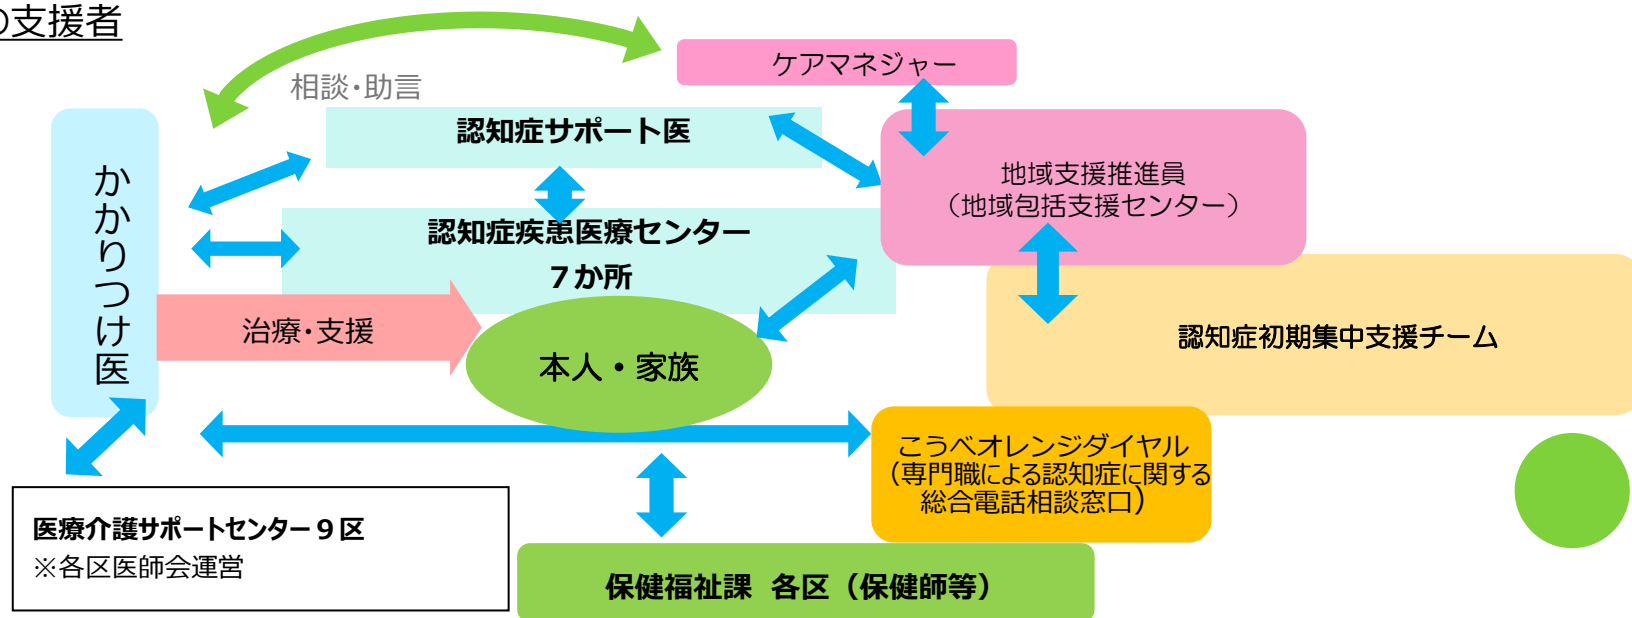 の支援者
ケアマネジャー
相談・助言
認知症サポート医
かかりつけ医
地域支援推進員
（地域包括支援センター）
認知症疾患医療センター
７か所
治療・支援
本人・家族
認知症初期集中支援チーム
こうべオレンジダイヤル
（専門職による認知症に関する
総合電話相談窓口）
医療介護サポートセンター９区
※各区医師会運営
保健福祉課 各区（保健師等）